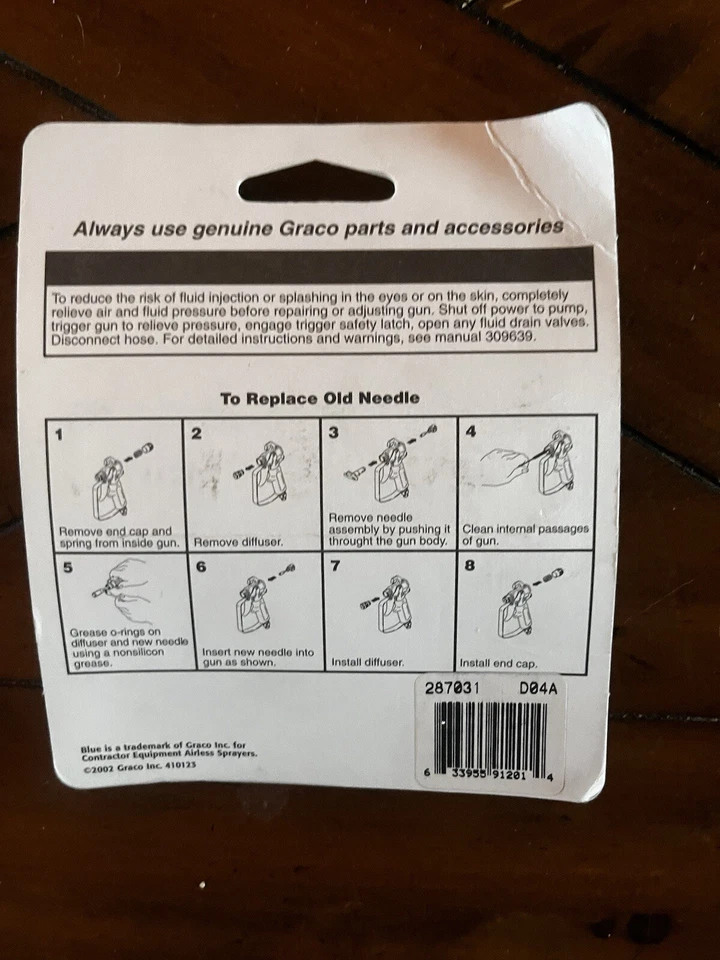 Always use genuine Graco parts and accessories
To reduce the risk of fluid injection or splashing in the eyes or on the skin, completely
relieve air and fluid pressure before repairing or adjusting gun. Shut off power to pump,
trigger gun to relieve pressure, engage trigger safety latch, open any fluid drain valves.
Disconnect hose. For detailed instructions and warnings, see manual 309639.
To Replace Old Needle
1
Remove end cap and
spring from inside gun.
2
Remove diffuser.
3
Remove needle
assembly by pushing it
throught the gun body.
4
Clean internal passages
of gun.
5
Grease o-rings on
diffuser and new needle
using a nonsilicon
grease.
6
Insert new needle into
gun as shown.
7
Install diffuser.
8
Install end cap.
287031 D04A
6 33955 91201 4
Blue is a trademark of Graco Inc. for
Contractor Equipment Airless Sprayers.
©2002 Graco Inc. 410123